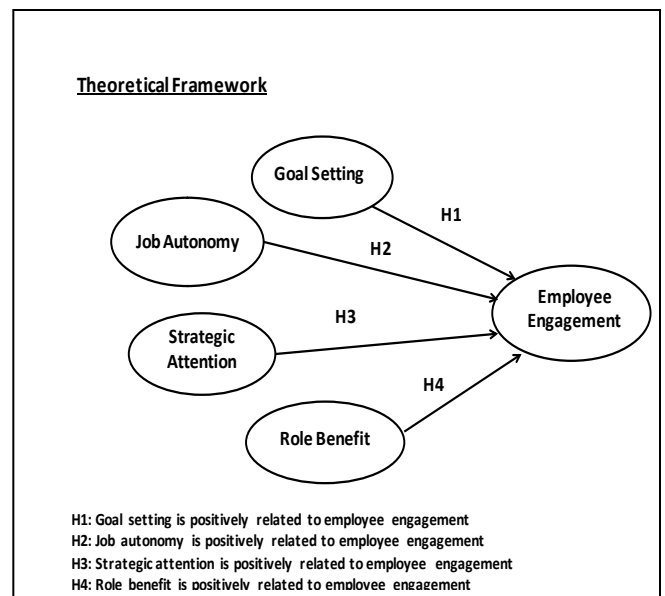 Theoretical Framework
Goal Setting
H1
Job Autonomy
H2
Employee
Engagement
H3
Strategic
Attention
H4
Role Benefit
H1: Goal setting is positively related to employee engagement
H2: Job autonomy is positively related to employee engagement
H3: Strategic attention is positively related to employee engagement
H4: Role benefit is positively related to employee engagement